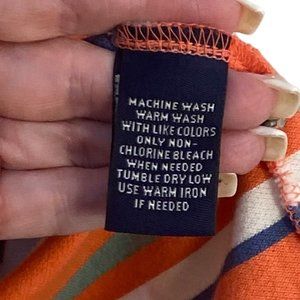 MACHINE WASH
WARM WASH
WITH LIKE COLORS
ONLY NON-
CHLORINE BLEACH
WHEN NEEDED
TUMBLE DRY LOW
USE WARM IRON
IF NEEDED